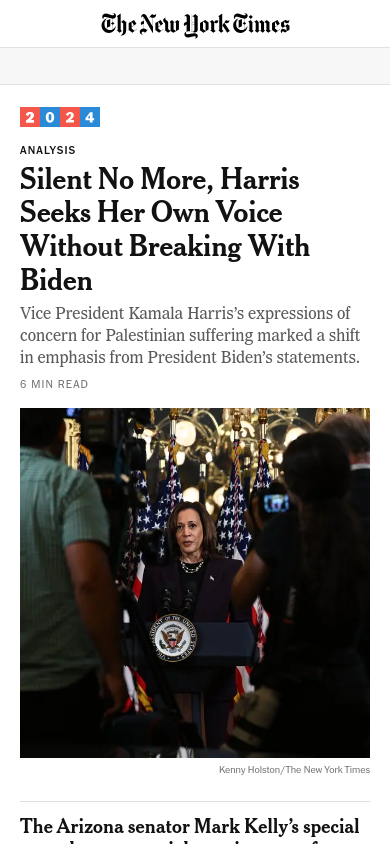 The New York Times
2024
ANALYSIS
Silent No More, Harris
Seeks Her Own Voice
Without Breaking With
Biden
Vice President Kamala Harris’s expressions of
concern for Palestinian suffering marked a shift
in emphasis from President Biden’s statements.
6 MIN READ
Kenny Holston/The New York Times
The Arizona senator Mark Kelly’s special